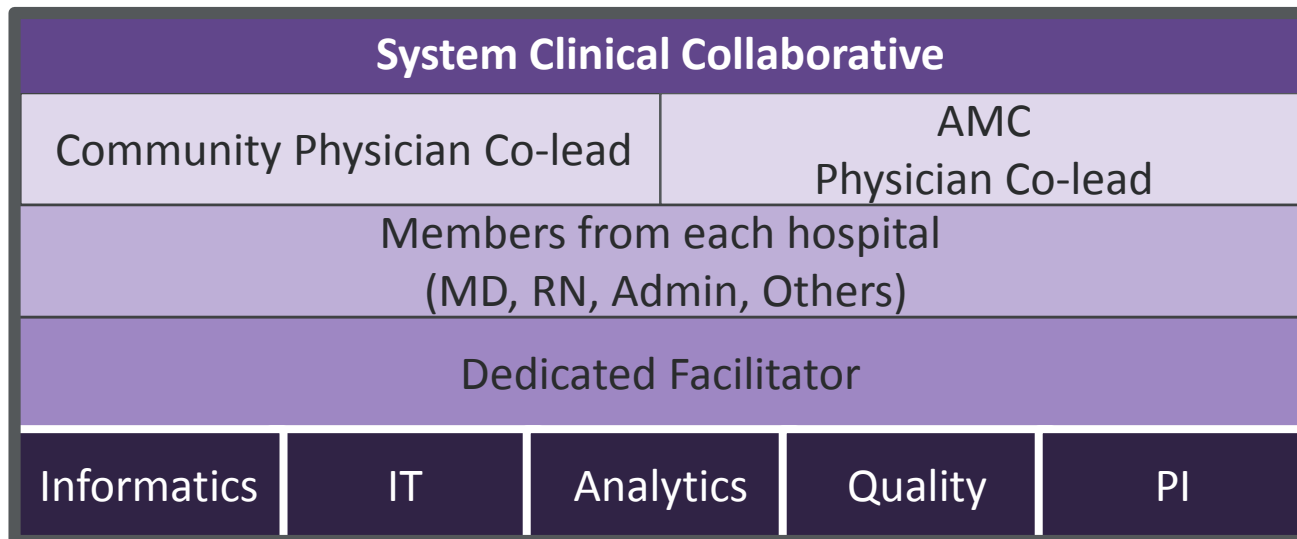 System Clinical Collaborative
Community Physician Co-lead
AMC
Physician Co-lead
Members from each hospital
(MD, RN, Admin, Others)
Dedicated Facilitator
Informatics
IT
Analytics
Quality
PI